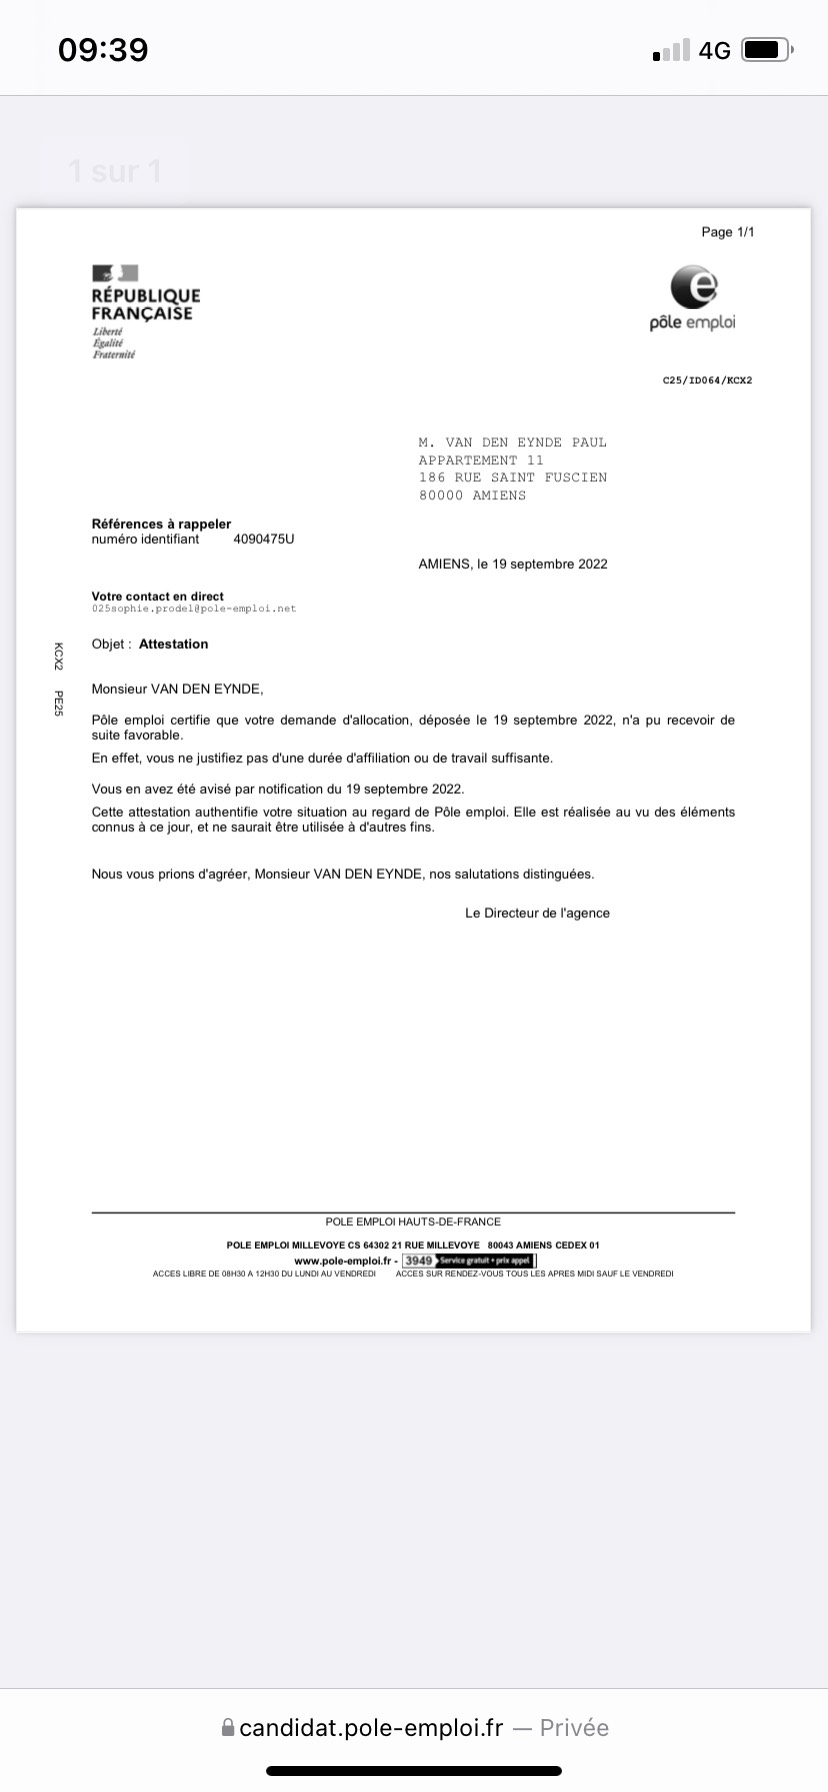 09:39
4G
1 sur 1
Page 1/1
RÉPUBLIQUE
FRANÇAISE
Liberté
Égalité
Fraternité
pôle emploi
C25/ID064/KCX2
M. VAN DEN EYNDE PAUL
APPARTEMENT 11
186 RUE SAINT FUSCIEN
80000 AMIENS
Références à rappeler
numéro identifiant 4090475U
AMIENS, le 19 septembre 2022
Votre contact en direct
025sophie.prodel@pole-emploi.net
Objet : Attestation
KCX2 PE25
Monsieur VAN DEN EYNDE,
Pôle emploi certifie que votre demande d'allocation, déposée le 19 septembre 2022, n'a pu recevoir de
suite favorable.
En effet, vous ne justifiez pas d'une durée d'affiliation ou de travail suffisante.
Vous en avez été avisé par notification du 19 septembre 2022.
Cette attestation authentifie votre situation au regard de Pôle emploi. Elle est réalisée au vu des éléments
connus à ce jour, et ne saurait être utilisée à d'autres fins.
Nous vous prions d'agréer, Monsieur VAN DEN EYNDE, nos salutations distinguées.
Le Directeur de l'agence
POLE EMPLOI HAUTS-DE-FRANCE
POLE EMPLOI MILLEVOYE CS 64302 21 RUE MILLEVOYE 80043 AMIENS CEDEX 01
www.pole-emploi.fr - 3949 Service gratuit + prix appel
ACCES LIBRE DE 08H30 A 12H30 DU LUNDI AU VENDREDI ACCES SUR RENDEZ-VOUS TOUS LES APRES MIDI SAUF LE VENDREDI
candidat.pole-emploi.fr — Privée